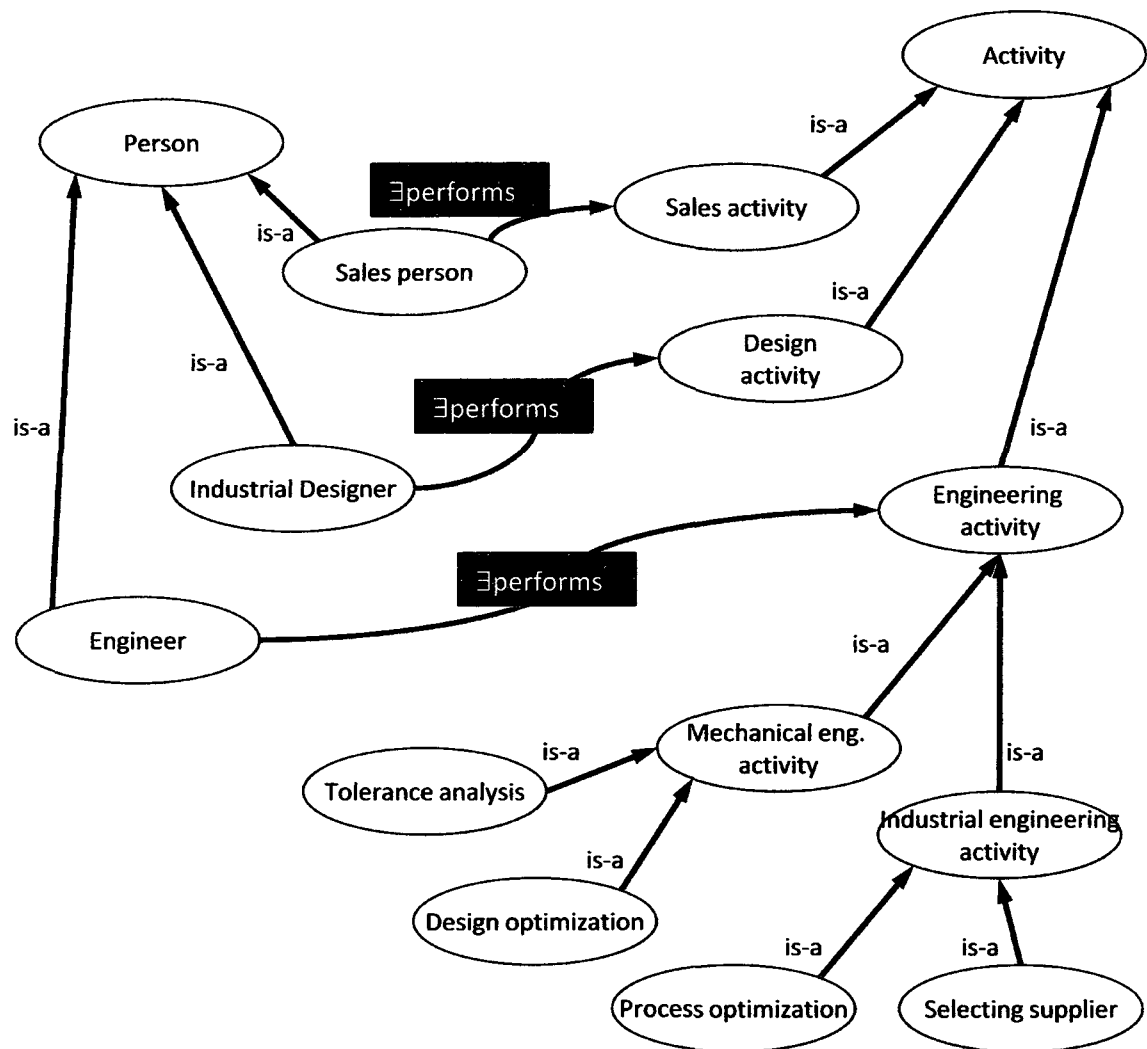 Activity
is-a
Person
∃performs
Sales activity
is-a
Sales person
is-a
Design
activity
is-a
∃performs
is-a
is-a
Industrial Designer
Engineering
activity
∃performs
Engineer
is-a
Mechanical eng.
activity
is-a
is-a
Tolerance analysis
Industrial engineering
activity
is-a
Design optimization
is-a
is-a
Process optimization
Selecting supplier